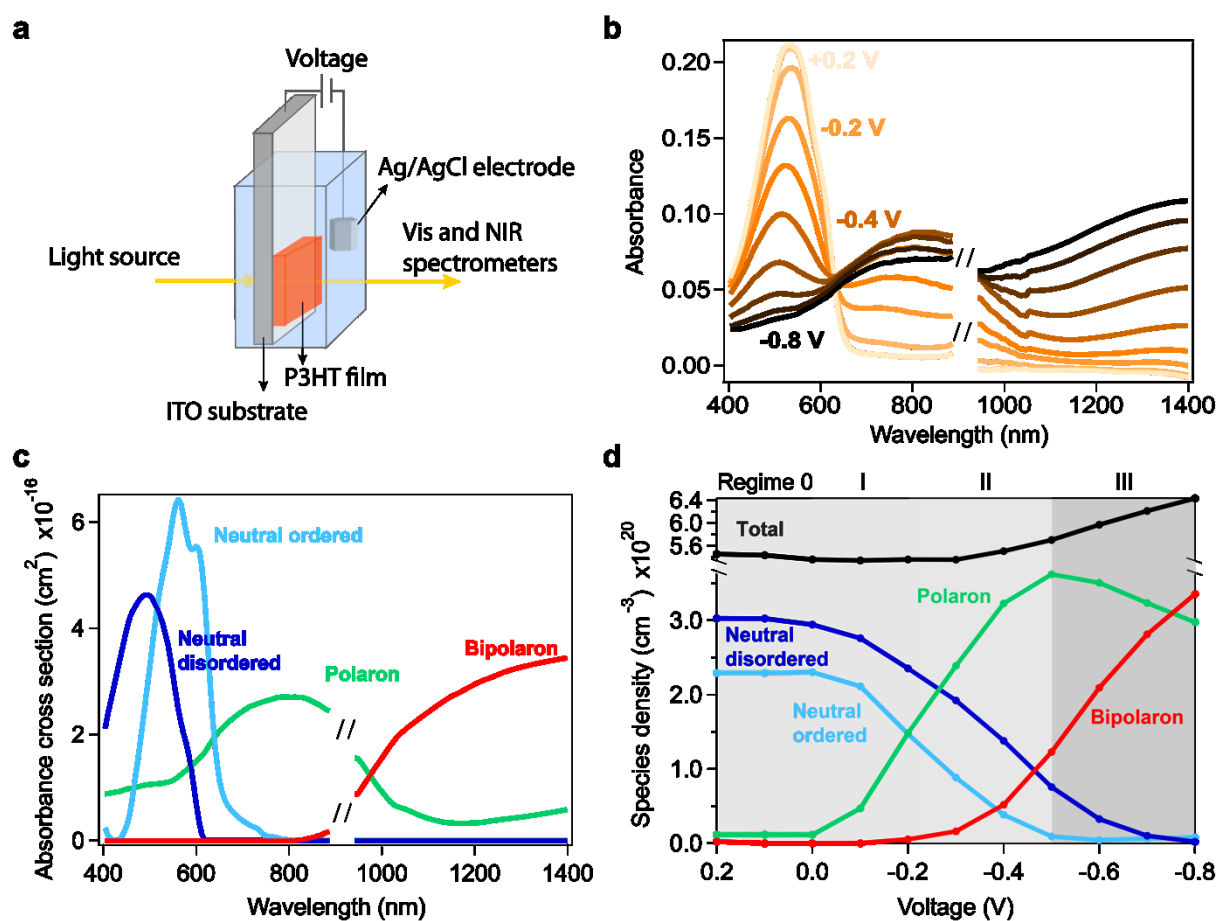 a
Voltage
Ag/AgCl electrode
Light source
Vis and NIR
spectrometers
P3HT film
ITO substrate
b
0.20
0.15
0.10
0.05
0.00
Absorbance
+0.2 V
-0.2 V
-0.4 V
-0.8 V
//
//
400 600 800 1000 1200 1400
Wavelength (nm)
c
Absorbance cross section (cm²) x10⁻¹⁶
6
4
2
0
Neutral ordered
Neutral
disordered
Polaron
Bipolaron
//
//
400 600 800 1000 1200 1400
Wavelength (nm)
d
Regime 0 I II III
Species density (cm⁻³) x10²⁰
6.4
6.0
5.6
3.0
2.0
1.0
0.0
Total
Polaron
Neutral
disordered
Neutral
ordered
Bipolaron
0.2 0.0 -0.2 -0.4 -0.6 -0.8
Voltage (V)